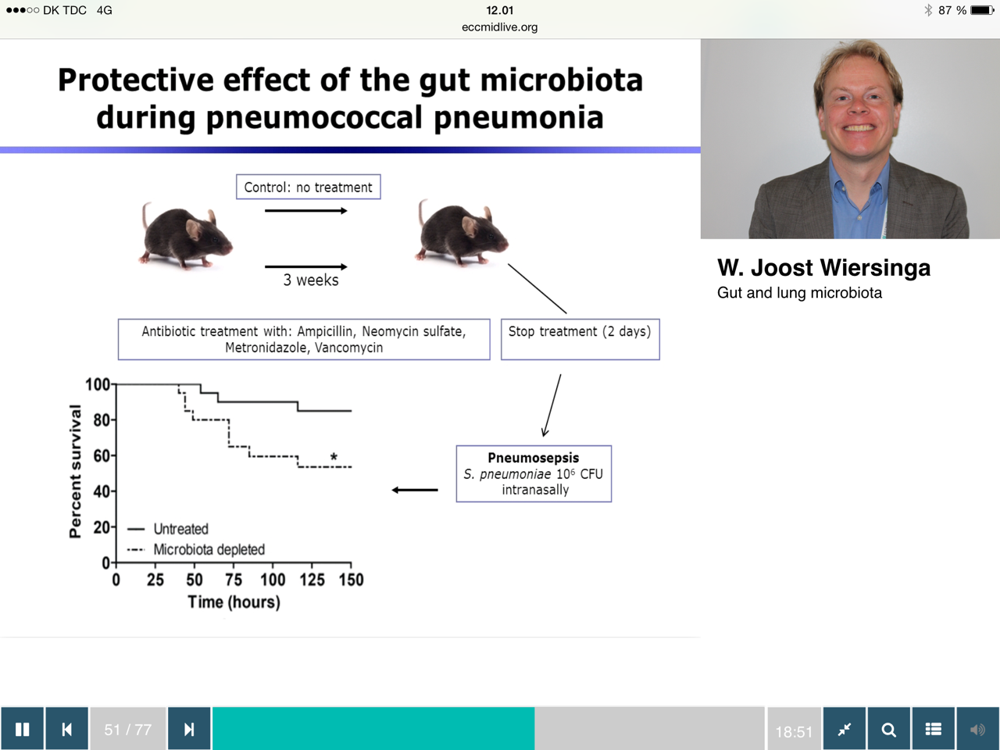 DK TDC 4G
12.01
87 %
eccmidlive.org
Protective effect of the gut microbiota
during pneumococcal pneumonia
Control: no treatment
3 weeks
Antibiotic treatment with: Ampicillin, Neomycin sulfate,
Metronidazole, Vancomycin
Stop treatment (2 days)
Pneumosepsis
S. pneumoniae 10⁶ CFU
intranasally
Percent survival
100
80
60
40
20
0
*
Untreated
Microbiota depleted
0 25 50 75 100 125 150
Time (hours)
W. Joost Wiersinga
Gut and lung microbiota
51 / 77
18:51